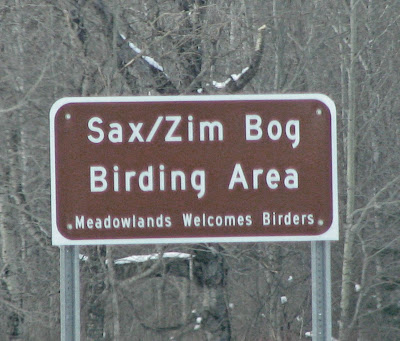 Sax/Zim Bog
Birding Area
Meadowlands Welcomes Birders